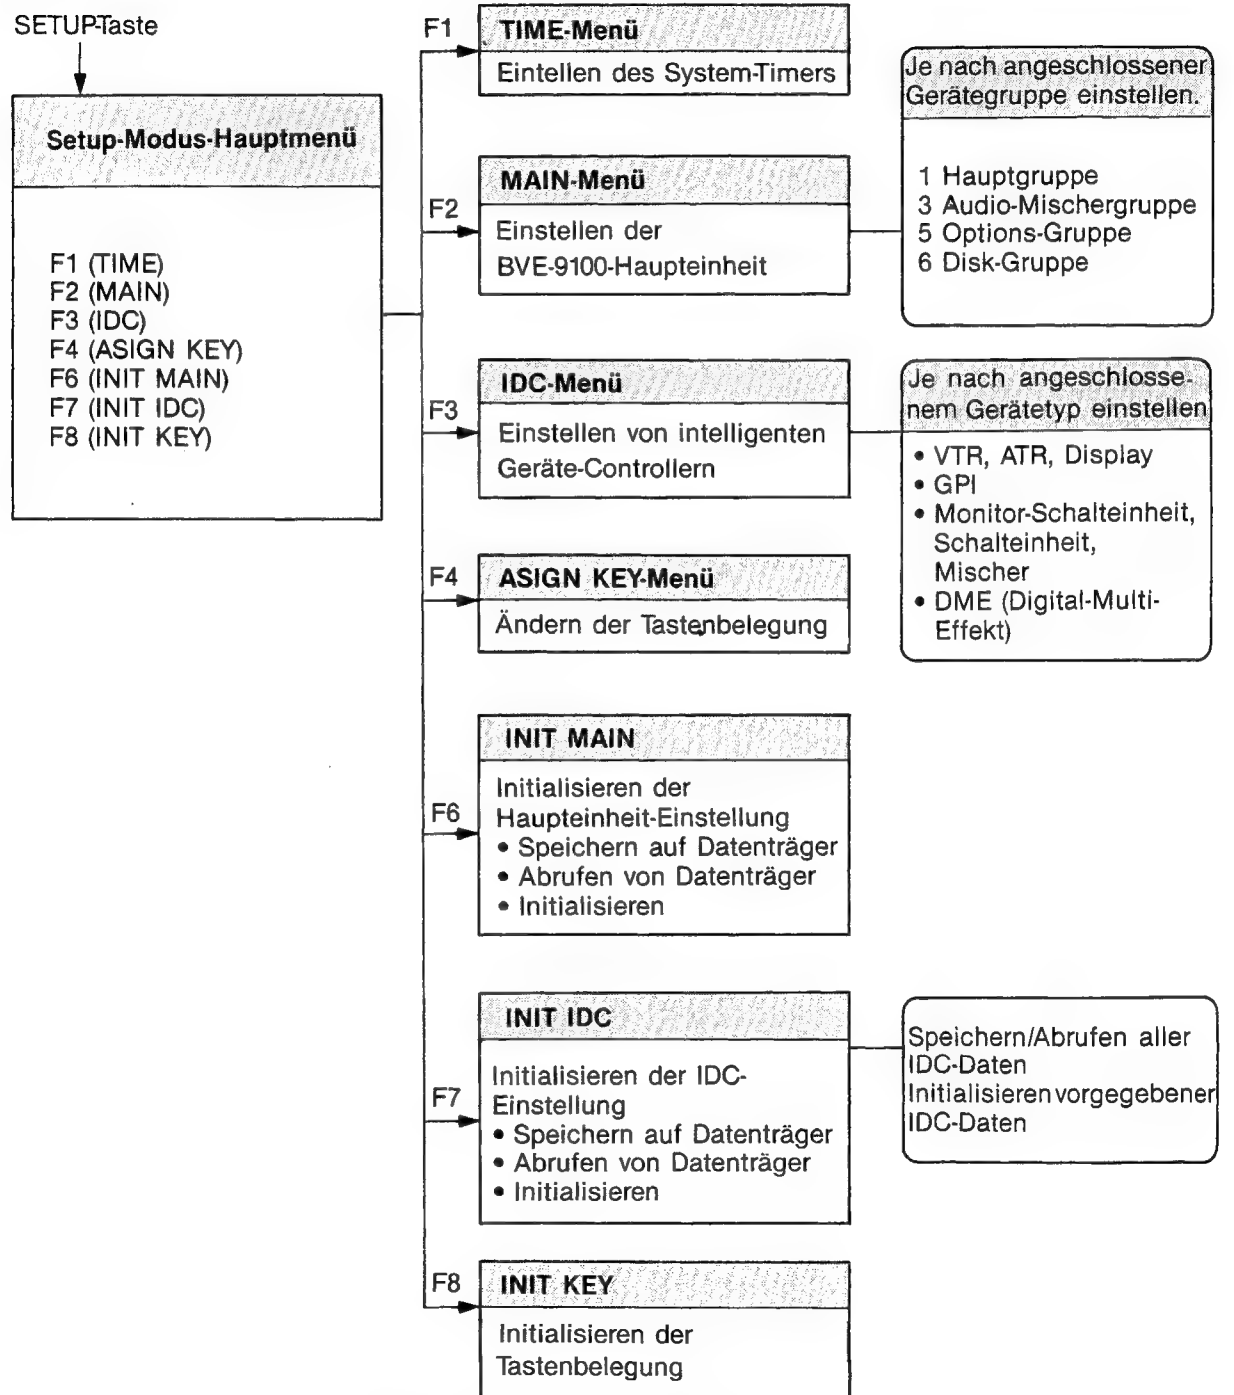 SETUP-Taste
Setup-Modus-Hauptmenü
F1 (TIME)
F2 (MAIN)
F3 (IDC)
F4 (ASIGN KEY)
F6 (INIT MAIN)
F7 (INIT IDC)
F8 (INIT KEY)
F1
TIME-Menü
Eintellen des System-Timers
F2
MAIN-Menü
Einstellen der
BVE-9100-Haupteinheit
Je nach angeschlossener
Gerätegruppe einstellen.
1 Hauptgruppe
3 Audio-Mischergruppe
5 Options-Gruppe
6 Disk-Gruppe
F3
IDC-Menü
Einstellen von intelligenten
Geräte-Controllern
Je nach angeschlosse-
nem Gerätetyp einstellen
• VTR, ATR, Display
• GPI
• Monitor-Schalteinheit,
Schalteinheit,
Mischer
• DME (Digital-Multi-
Effekt)
F4
ASIGN KEY-Menü
Ändern der Tastenbelegung
F6
INIT MAIN
Initialisieren der
Haupteinheit-Einstellung
• Speichern auf Datenträger
• Abrufen von Datenträger
• Initialisieren
F7
INIT IDC
Initialisieren der IDC-
Einstellung
• Speichern auf Datenträger
• Abrufen von Datenträger
• Initialisieren
Speichern/Abrufen aller
IDC-Daten
Initialisieren vorgegebener
IDC-Daten
F8
INIT KEY
Initialisieren der
Tastenbelegung